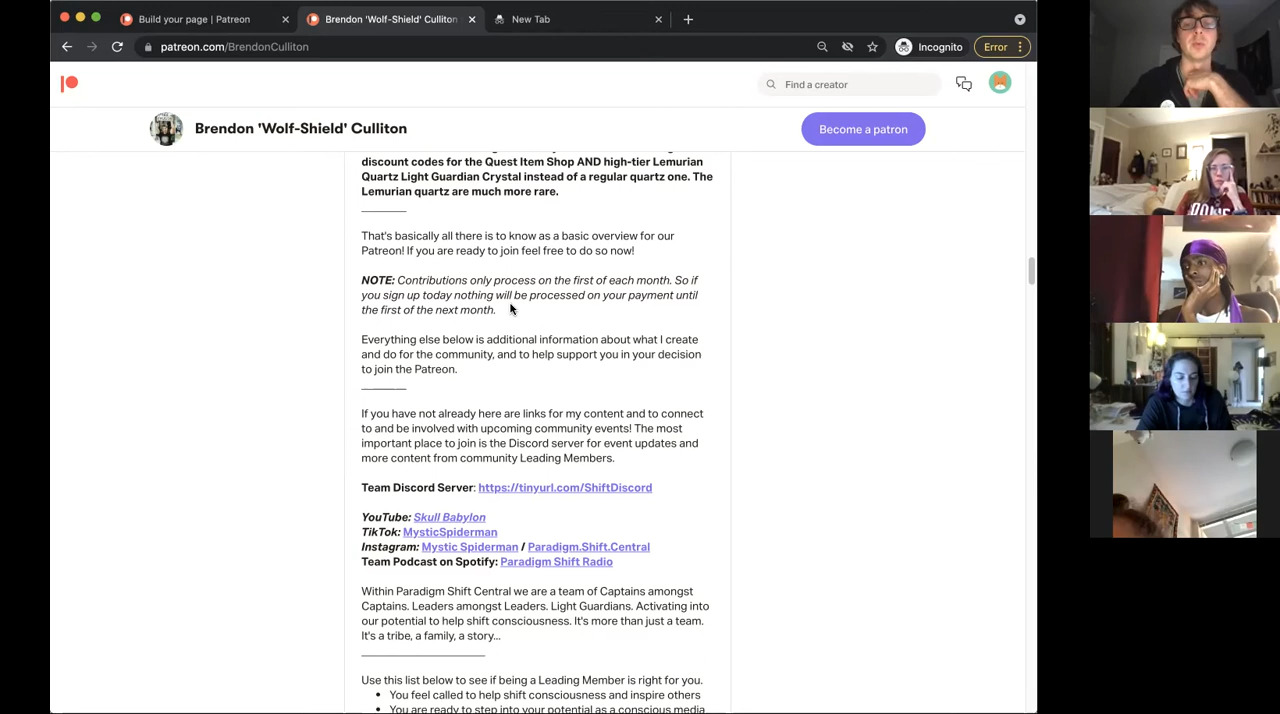 Build your page | Patreon
Brendon 'Wolf-Shield' Culliton
New Tab
patreon.com/BrendonCulliton
Incognito
Error
Find a creator
Brendon 'Wolf-Shield' Culliton
Become a patron
discount codes for the Quest Item Shop AND high-tier Lemurian
Quartz Light Guardian Crystal instead of a regular quartz one. The
Lemurian quartz are much more rare.
That's basically all there is to know as a basic overview for our
Patreon! If you are ready to join feel free to do so now!
NOTE: Contributions only process on the first of each month. So if
you sign up today nothing will be processed on your payment until
the first of the next month.
Everything else below is additional information about what I create
and do for the community, and to help support you in your decision
to join the Patreon.
If you have not already here are links for my content and to connect
to and be involved with upcoming community events! The most
important place to join is the Discord server for event updates and
more content from community Leading Members.
Team Discord Server: https://tinyurl.com/ShiftDiscord
YouTube: Skull Babylon
TikTok: MysticSpiderman
Instagram: Mystic Spiderman / Paradigm.Shift.Central
Team Podcast on Spotify: Paradigm Shift Radio
Within Paradigm Shift Central we are a team of Captains amongst
Captains. Leaders amongst Leaders. Light Guardians. Activating into
our potential to help shift consciousness. It's more than just a team.
It's a tribe, a family, a story...
Use this list below to see if being a Leading Member is right for you.
• You feel called to help shift consciousness and inspire others
• You are ready to step into your potential as a conscious media